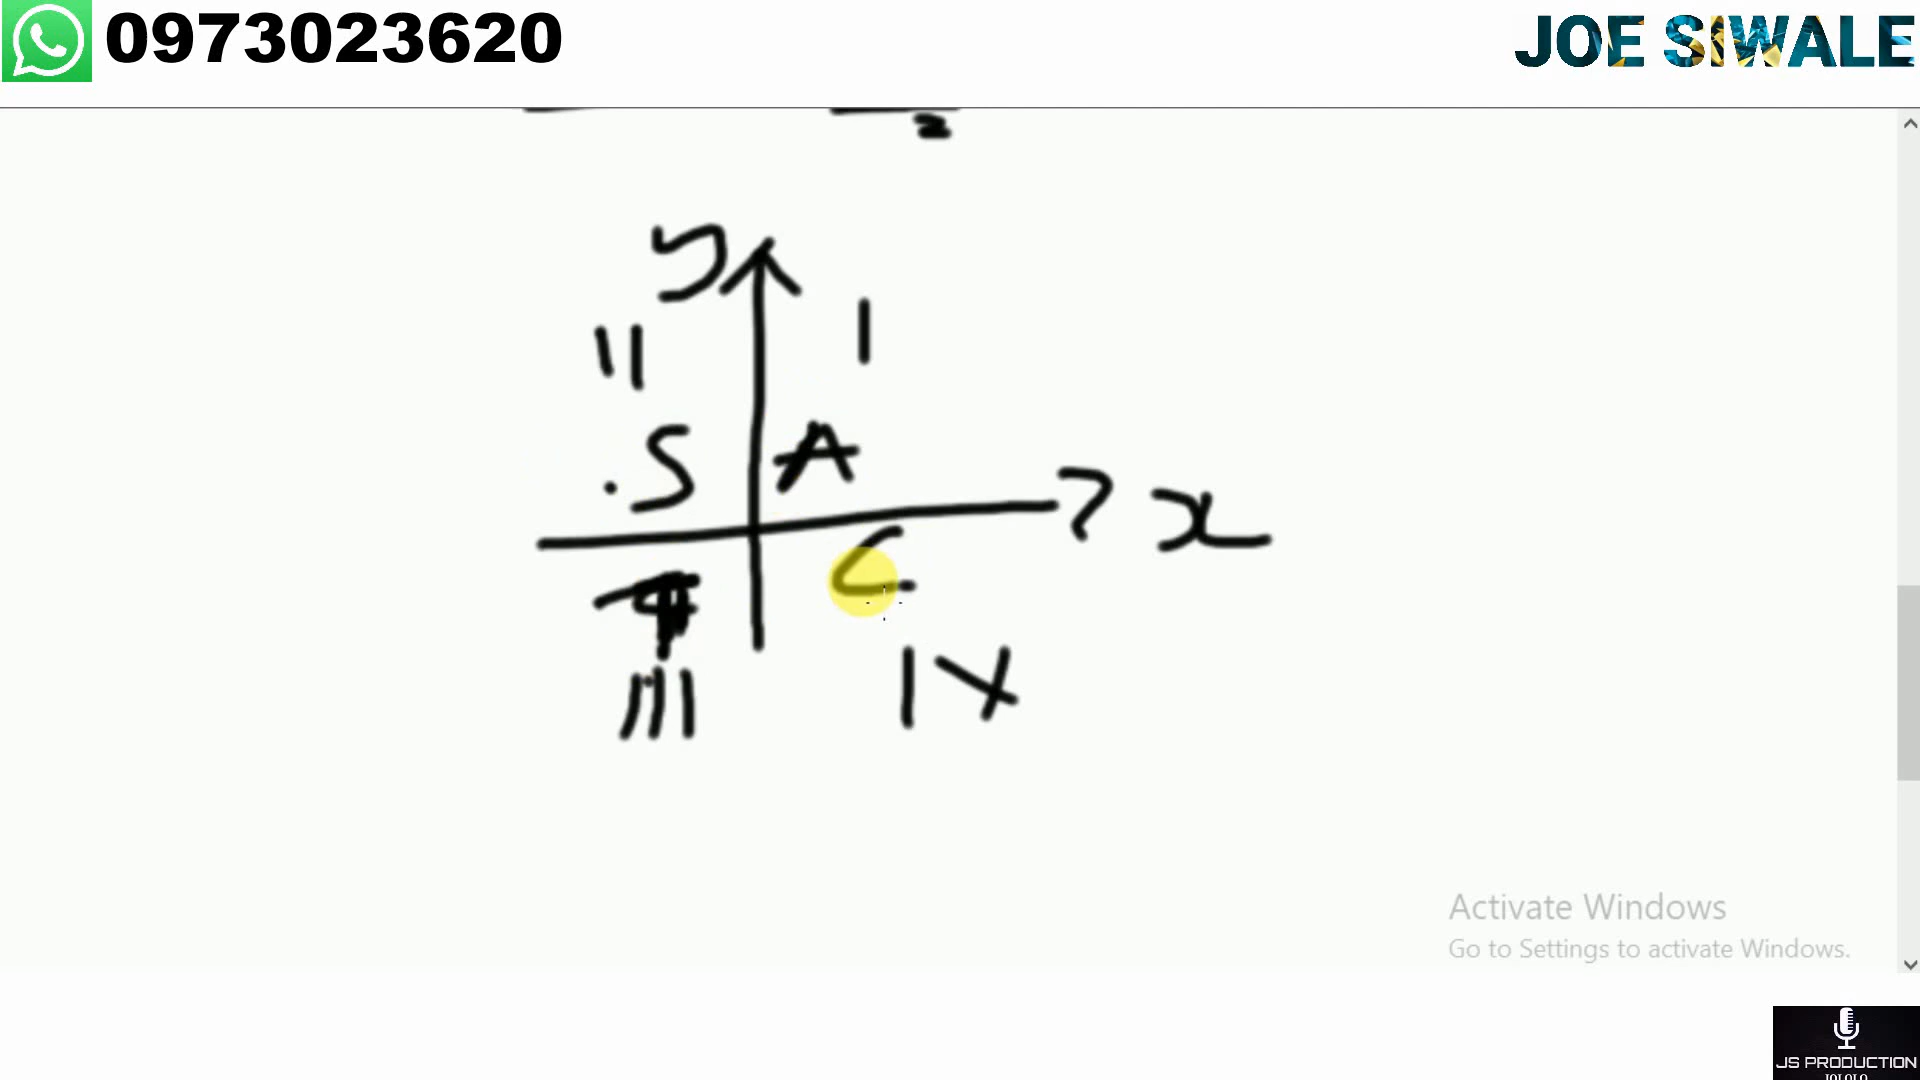 0973023620
JOE SIWALE
y
II I
S A
x
T C
III IV
Activate Windows
Go to Settings to activate Windows.
JS PRODUCTION